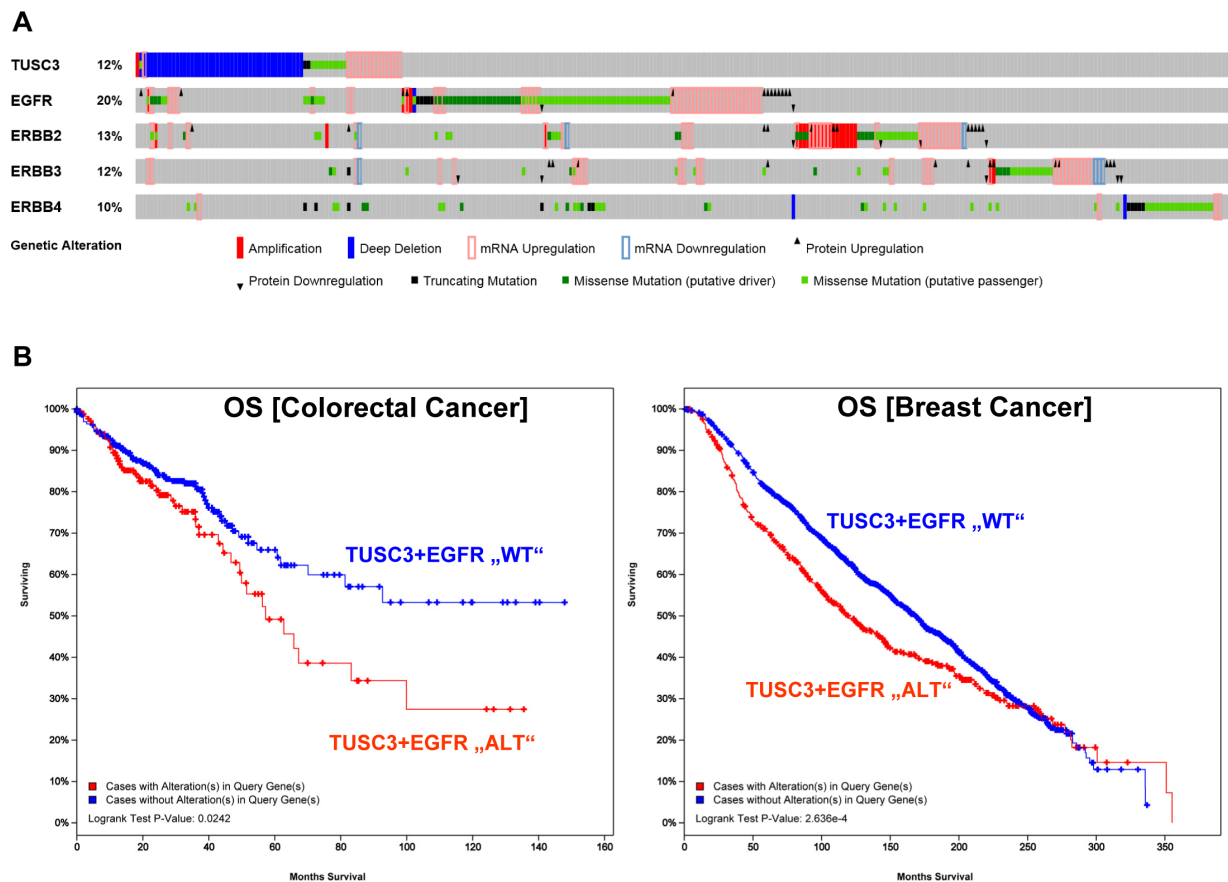 A
TUSC3 12%
EGFR 20%
ERBB2 13%
ERBB3 12%
ERBB4 10%
Genetic Alteration
Amplification Deep Deletion mRNA Upregulation mRNA Downregulation Protein Upregulation
Protein Downregulation Truncating Mutation Missense Mutation (putative driver) Missense Mutation (putative passenger)
B
OS [Colorectal Cancer]
100%
90%
80%
70%
60%
50%
40%
30%
20%
10%
0%
Surviving
TUSC3+EGFR „WT“
TUSC3+EGFR „ALT“
Cases with Alteration(s) in Query Gene(s)
Cases without Alteration(s) in Query Gene(s)
Logrank Test P-Value: 0.0242
0 20 40 60 80 100 120 140 160
Months Survival
OS [Breast Cancer]
100%
90%
80%
70%
60%
50%
40%
30%
20%
10%
0%
Surviving
TUSC3+EGFR „WT“
TUSC3+EGFR „ALT“
Cases with Alteration(s) in Query Gene(s)
Cases without Alteration(s) in Query Gene(s)
Logrank Test P-Value: 2.636e-4
0 50 100 150 200 250 300 350
Months Survival